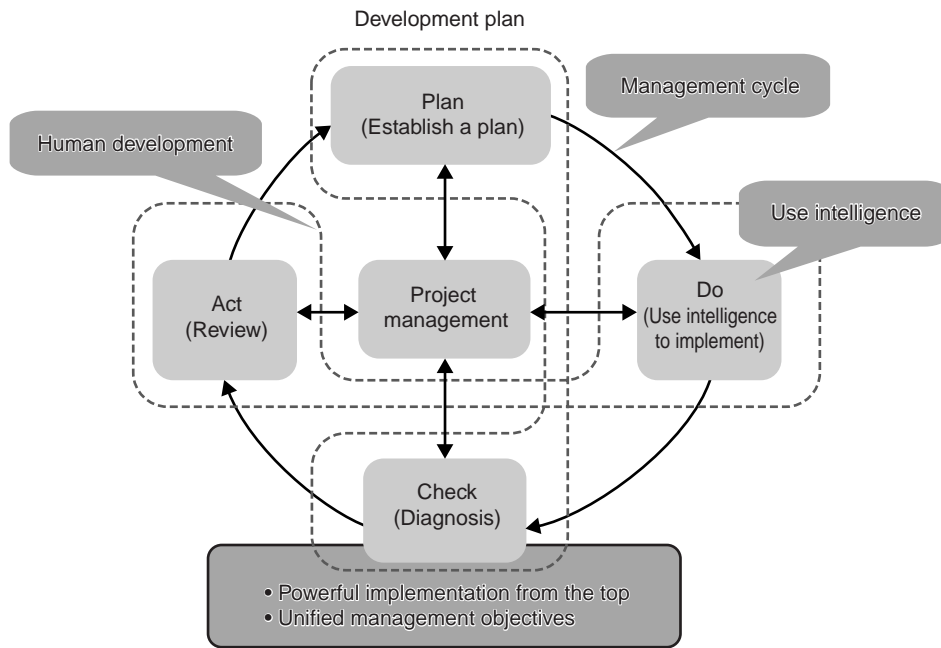 Development plan
Plan
(Establish a plan)
Management cycle
Human development
Use intelligence
Act
(Review)
Project
management
Do
(Use intelligence
to implement)
Check
(Diagnosis)
• Powerful implementation from the top
• Unified management objectives